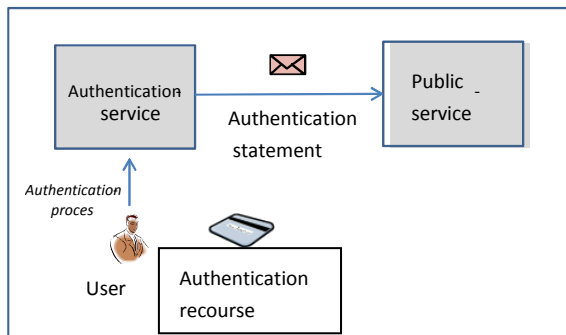 Authentication-
service
Authentication
statement
Public -
service
Authentication-
proces
User
Authentication
recourse